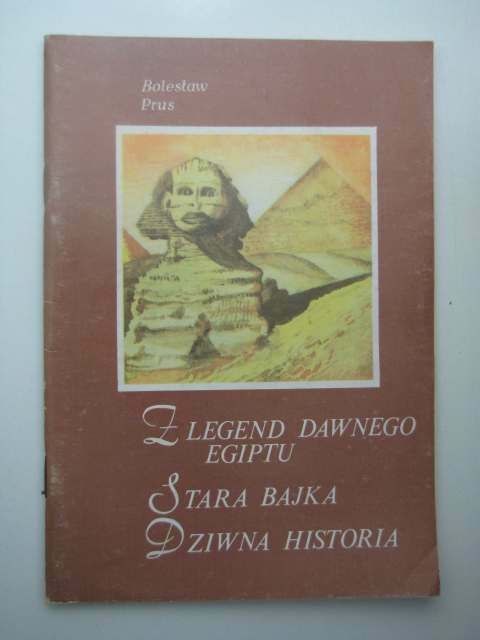 Bolesław
Prus
Z LEGEND DAWNEGO
EGIPTU
STARA BAJKA
DZIWNA HISTORIA